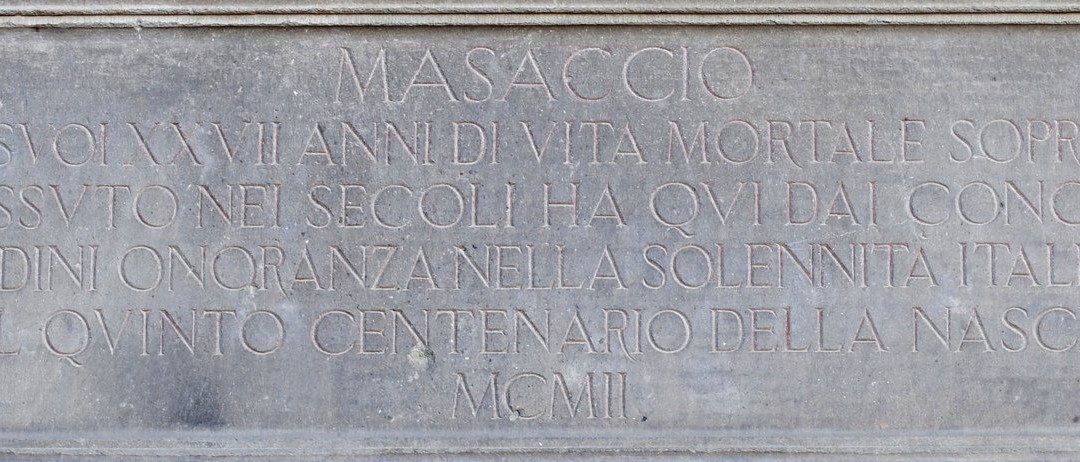 MASACCIO
SVOI XXVII ANNI DI VITA MORTALE SOPR
SSVTO NEI SECOLI HA QVI DAI CONC
DINI ONORANZA NELLA SOLENNITA ITALI
L QVINTO CENTENARIO DELLA NASC
MCMII